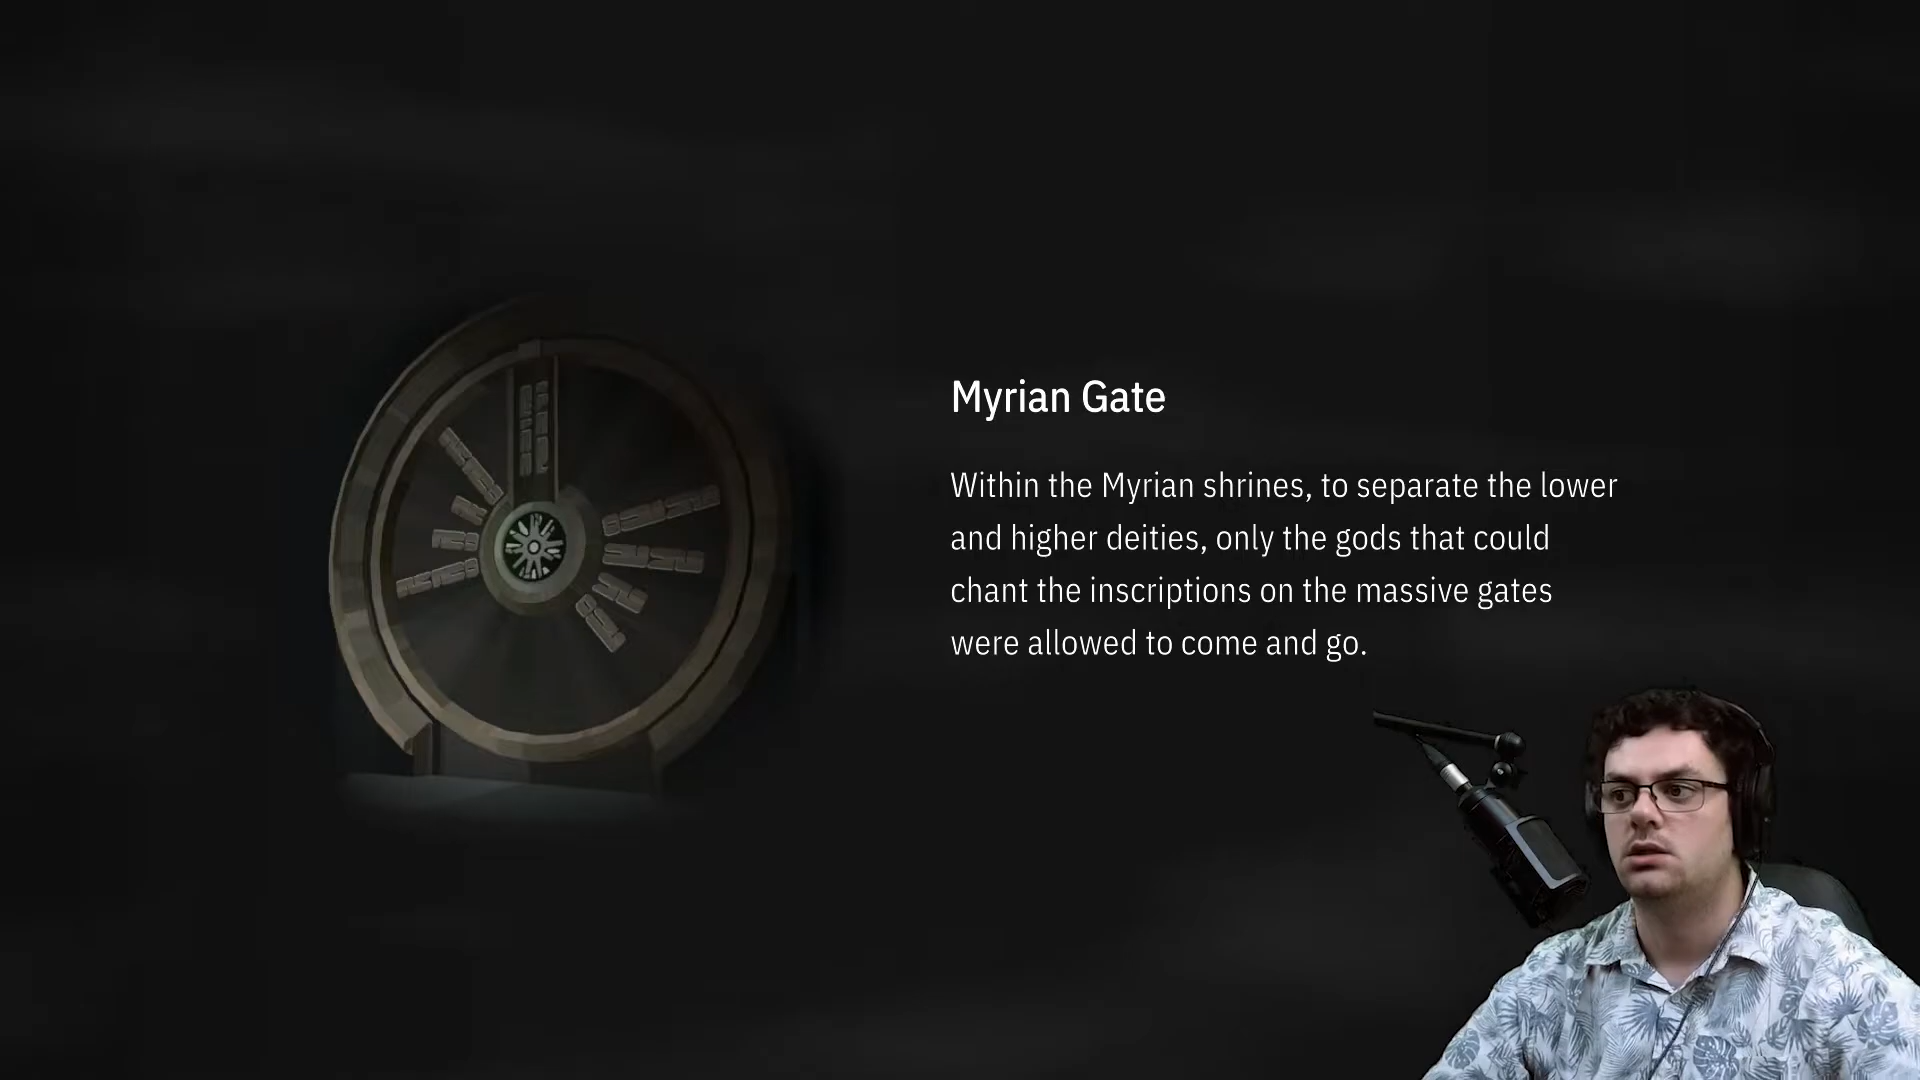 Myrian Gate
Within the Myrian shrines, to separate the lower
and higher deities, only the gods that could
chant the inscriptions on the massive gates
were allowed to come and go.